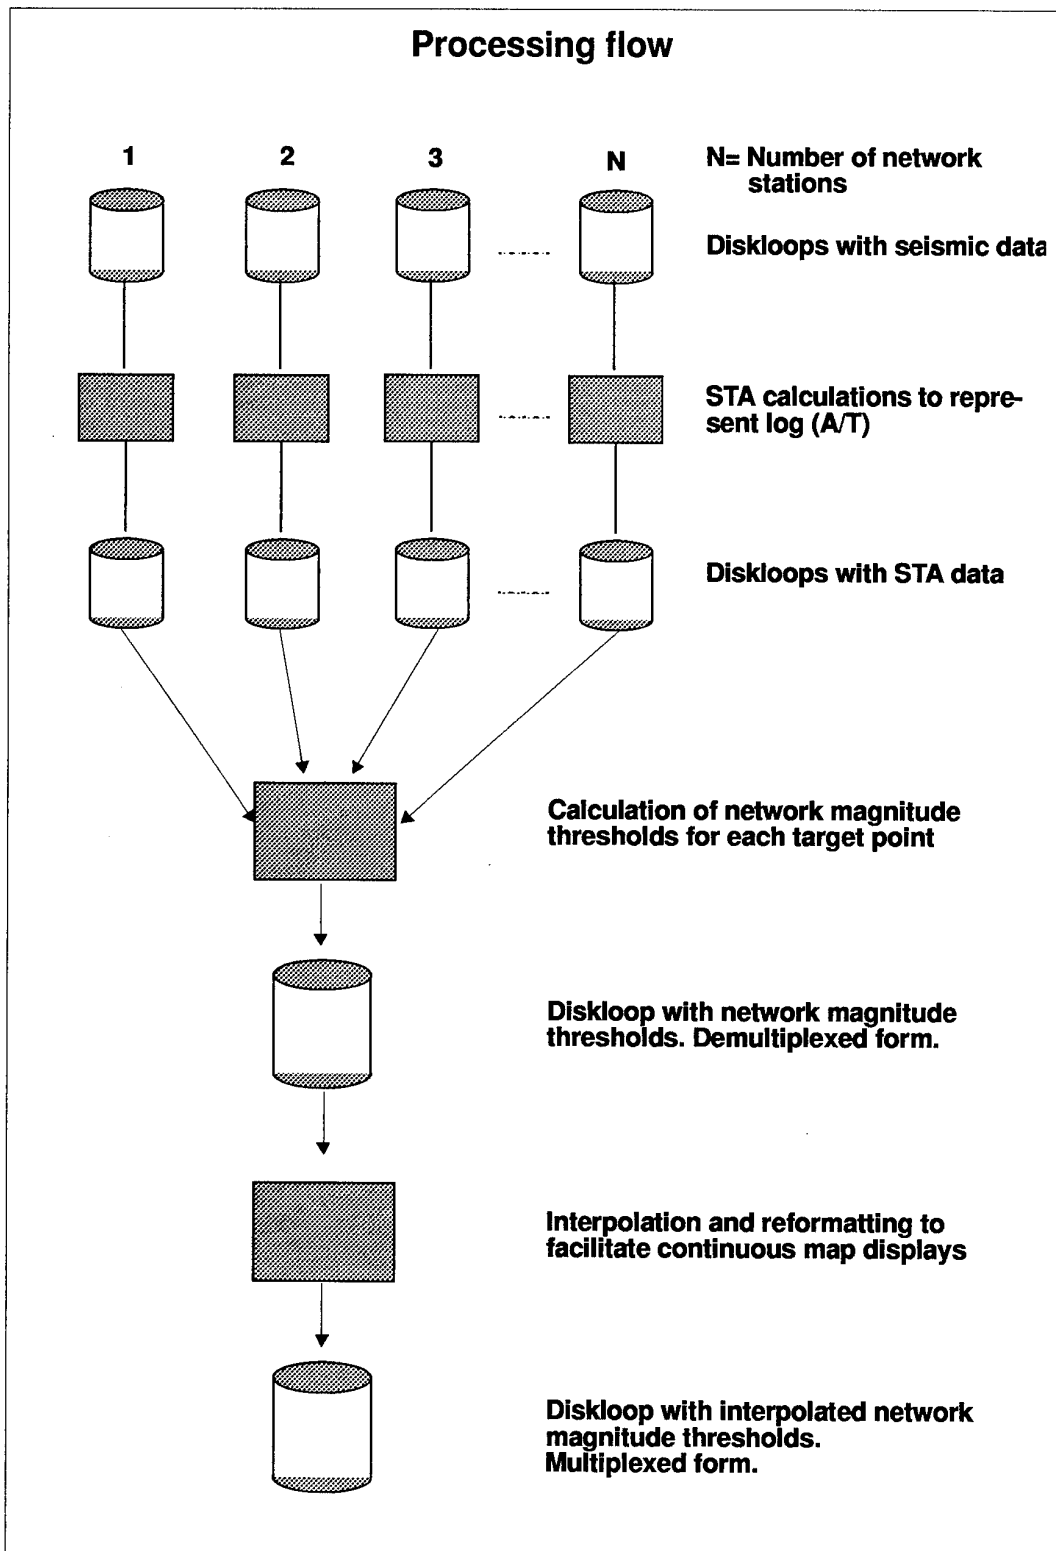 Processing flow
1 2 3 N
N= Number of network
stations
Diskloops with seismic data
STA calculations to repre-
sent log (A/T)
Diskloops with STA data
Calculation of network magnitude
thresholds for each target point
Diskloop with network magnitude
thresholds. Demultiplexed form.
Interpolation and reformatting to
facilitate continuous map displays
Diskloop with interpolated network
magnitude thresholds.
Multiplexed form.